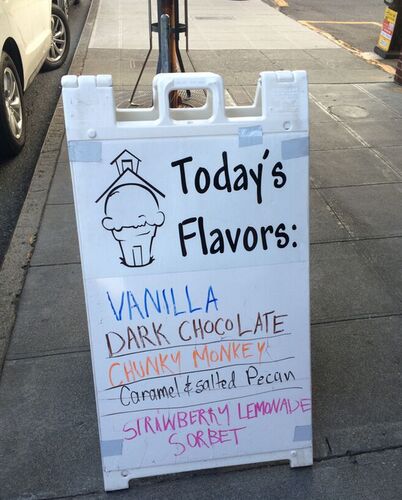 Today's
Flavors:
VANILLA
DARK CHOCOLATE
CHUNKY MONKEY
Caramel & salted Pecan
STRAWBERRY LEMONADE
SORBET